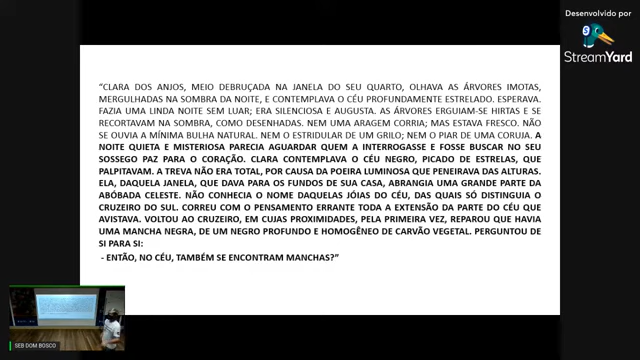 Desenvolvido por
StreamYard
“CLARA DOS ANJOS, MEIO DEBRUÇADA NA JANELA DO SEU QUARTO, OLHAVA AS ÁRVORES IMOTAS,
MERGULHADAS NA SOMBRA DA NOITE, E CONTEMPLAVA O CÉU PROFUNDAMENTE ESTRELADO. ESPERAVA.
FAZIA UMA LINDA NOITE SEM LUAR; ERA SILENCIOSA E AUGUSTA. AS ÁRVORES ERGUIAM-SE HIRTAS E SE
RECORTAVAM NA SOMBRA, COMO DESENHADAS. NEM UMA ARAGEM CORRIA; MAS ESTAVA FRESCO. NÃO
SE OUVIA A MÍNIMA BULHA NATURAL. NEM O ESTRIDULAR DE UM GRILO; NEM O PIAR DE UMA CORUJA. A
NOITE QUIETA E MISTERIOSA PARECIA AGUARDAR QUEM A INTERROGASSE E FOSSE BUSCAR NO SEU
SOSSEGO PAZ PARA O CORAÇÃO. CLARA CONTEMPLAVA O CÉU NEGRO, PICADO DE ESTRELAS, QUE
PALPITAVAM. A TREVA NÃO ERA TOTAL, POR CAUSA DA POEIRA LUMINOSA QUE PENEIRAVA DAS ALTURAS.
ELA, DAQUELA JANELA, QUE DAVA PARA OS FUNDOS DE SUA CASA, ABRANGIA UMA GRANDE PARTE DA
ABÓBADA CELESTE. NÃO CONHECIA O NOME DAQUELAS JÓIAS DO CÉU, DAS QUAIS SÓ DISTINGUIA O
CRUZEIRO DO SUL. CORREU COM O PENSAMENTO ERRANTE TODA A EXTENSÃO DA PARTE DO CÉU QUE
AVISTAVA. VOLTOU AO CRUZEIRO, EM CUJAS PROXIMIDADES, PELA PRIMEIRA VEZ, REPAROU QUE HAVIA
UMA MANCHA NEGRA, DE UM NEGRO PROFUNDO E HOMOGÊNEO DE CARVÃO VEGETAL. PERGUNTOU DE
SI PARA SI:
- ENTÃO, NO CÉU, TAMBÉM SE ENCONTRAM MANCHAS?”
SEB DOM BOSCO